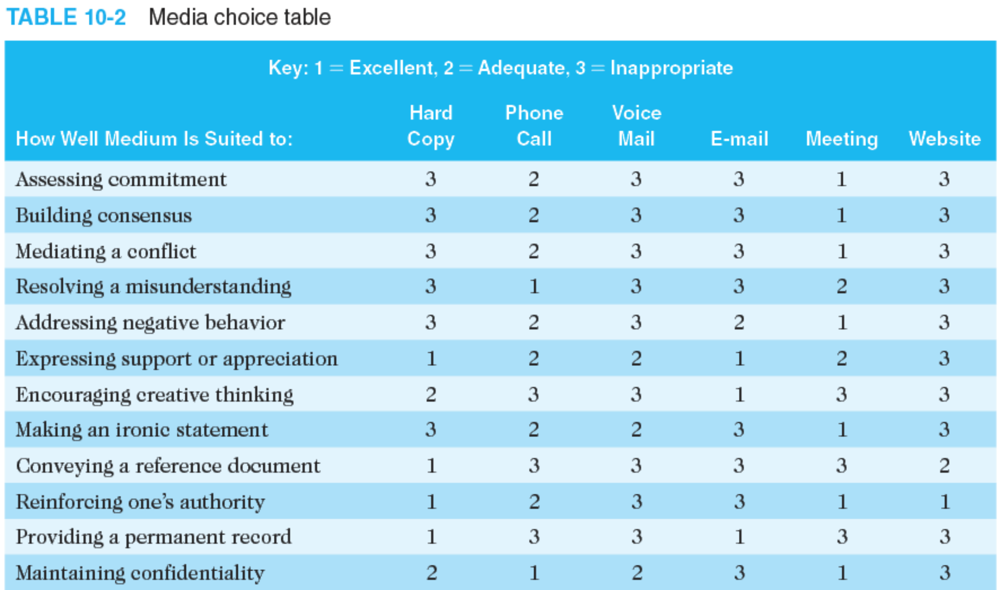 TABLE 10-2 Media choice table
Key: 1 = Excellent, 2 = Adequate, 3 = Inappropriate
How Well Medium Is Suited to: Hard Copy Phone Call Voice Mail E-mail Meeting Website
Assessing commitment 3 2 3 3 1 3
Building consensus 3 2 3 3 1 3
Mediating a conflict 3 2 3 3 1 3
Resolving a misunderstanding 3 1 3 3 2 3
Addressing negative behavior 3 2 3 2 1 3
Expressing support or appreciation 1 2 2 1 2 3
Encouraging creative thinking 2 3 3 1 3 3
Making an ironic statement 3 2 2 3 1 3
Conveying a reference document 1 3 3 3 3 2
Reinforcing one’s authority 1 2 3 3 1 1
Providing a permanent record 1 3 3 1 3 3
Maintaining confidentiality 2 1 2 3 1 3